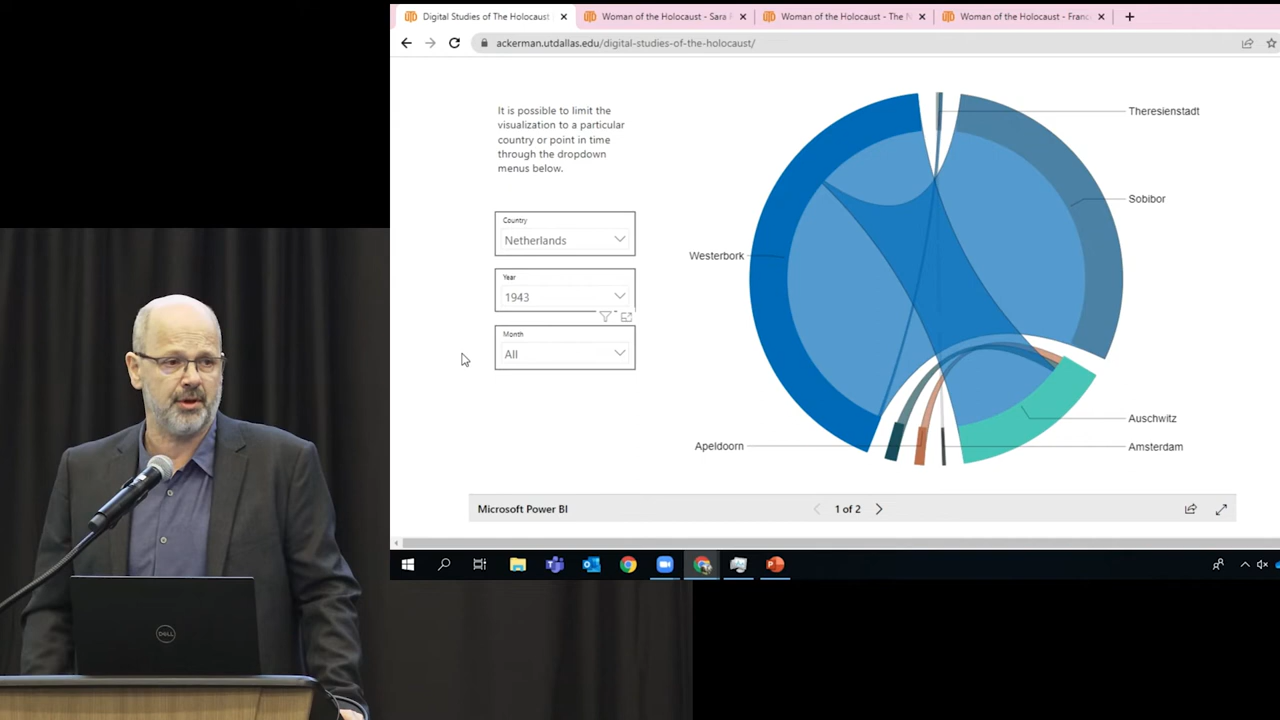 Digital Studies of The Holocaust
Woman of the Holocaust - Sara
Woman of the Holocaust - The
Woman of the Holocaust - Franc
ackerman.utdallas.edu/digital-studies-of-the-holocaust/
It is possible to limit the
visualization to a particular
country or point in time
through the dropdown
menus below.
Country
Netherlands
Year
1943
Month
All
Theresienstadt
Sobibor
Westerbork
Auschwitz
Apeldoorn
Amsterdam
Microsoft Power BI
1 of 2
DELL